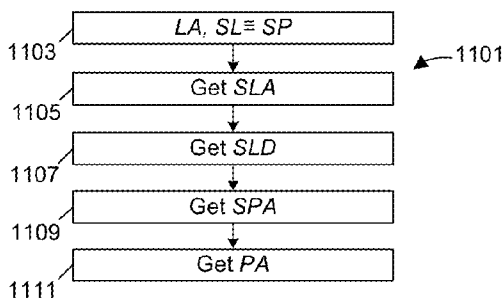 LA, SL ≡ SP
1103
1101
Get SLA
1105
Get SLD
1107
Get SPA
1109
Get PA
1111